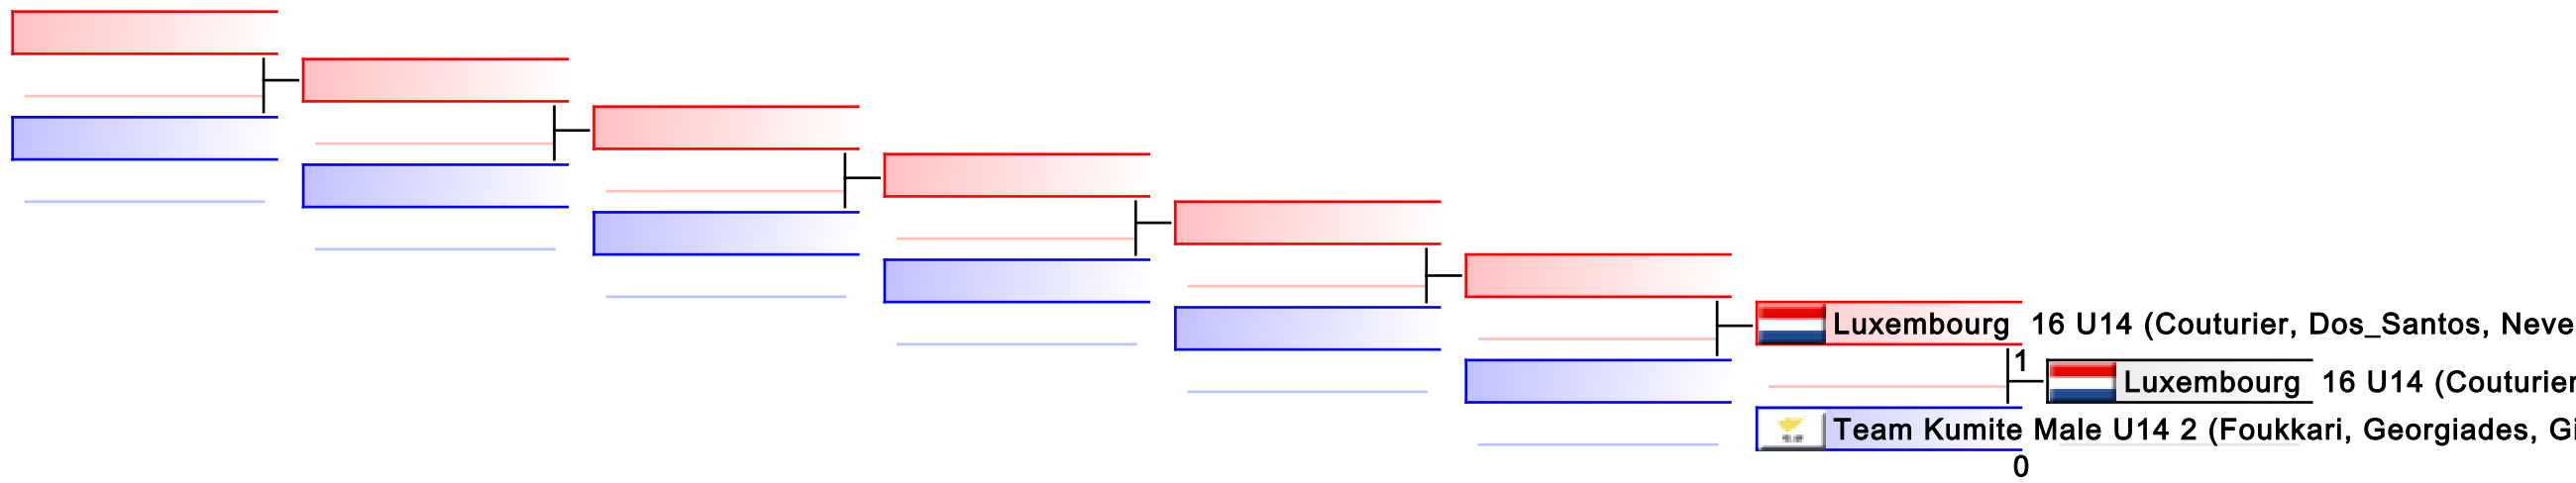 Luxembourg 16 U14 (Couturier, Dos_Santos, Neve
1
Luxembourg 16 U14 (Couturier
Team Kumite Male U14 2 (Foukkari, Georgiades, Gi
0